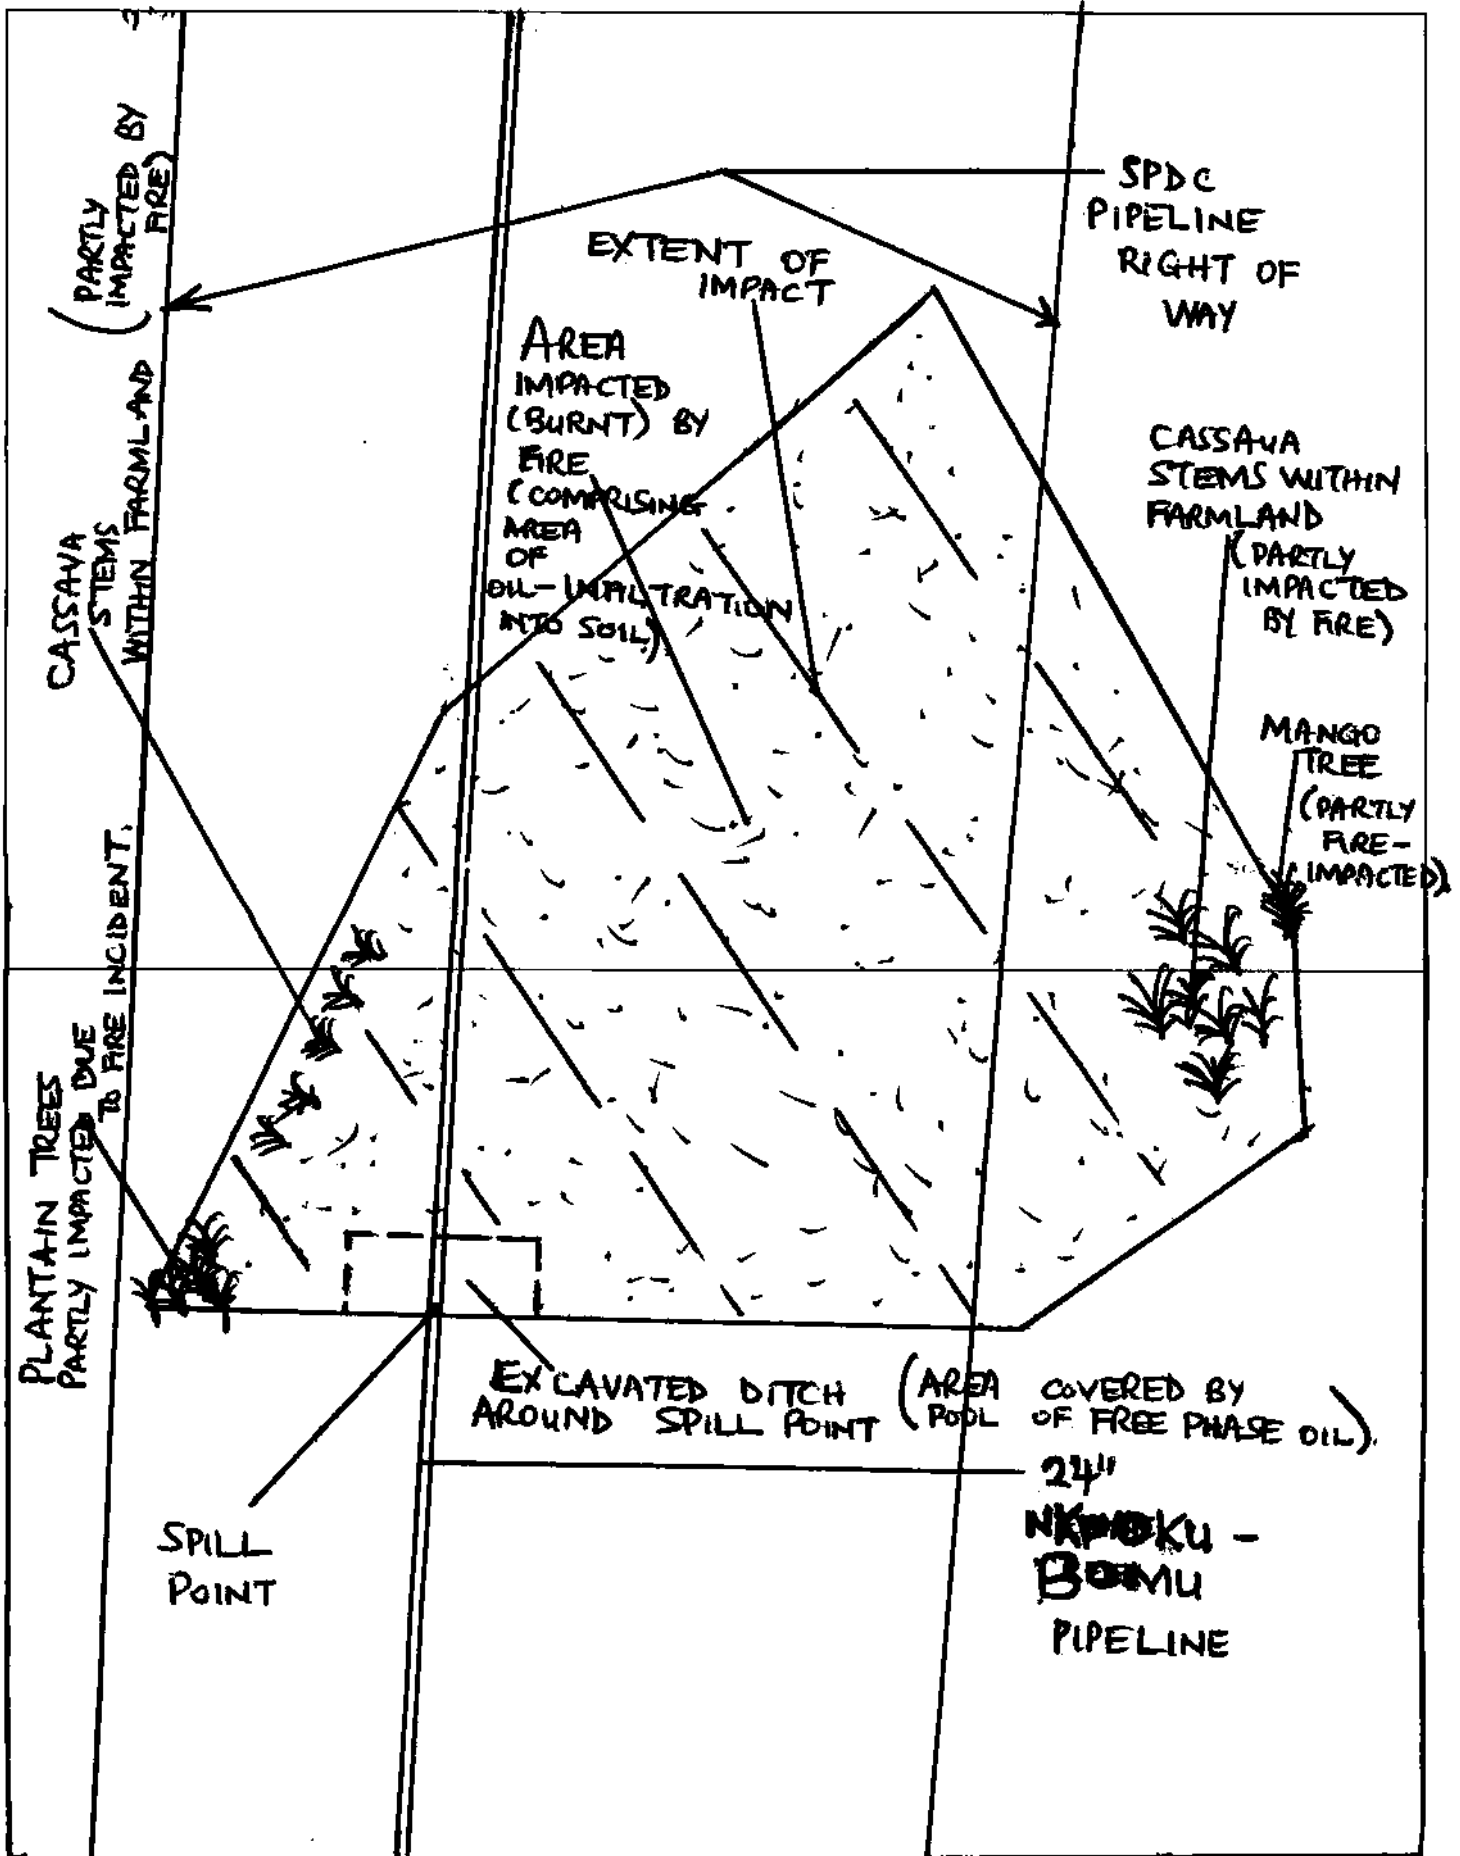 SPDC
PIPELINE
RIGHT OF
WAY
EXTENT OF
IMPACT
AREA
IMPACTED
(BURNT) BY
FIRE
(COMPRISING
AREA
OF
OIL-INFILTRATION
INTO SOIL)
CASSAVA
STEMS WITHIN
FARMLAND
(PARTLY
IMPACTED
BY FIRE)
MANGO
TREE
(PARTLY
FIRE-
IMPACTED)
CASSAVA
STEMS
WITHIN FARMLAND
(PARTLY
IMPACTED BY
FIRE)
PLANTAIN TREES
PARTLY IMPACTED DUE
TO FIRE INCIDENT.
EXCAVATED DITCH (AREA COVERED BY
AROUND SPILL POINT POOL OF FREE PHASE OIL).
24"
NKPOKU -
BOMU
PIPELINE
SPILL
POINT